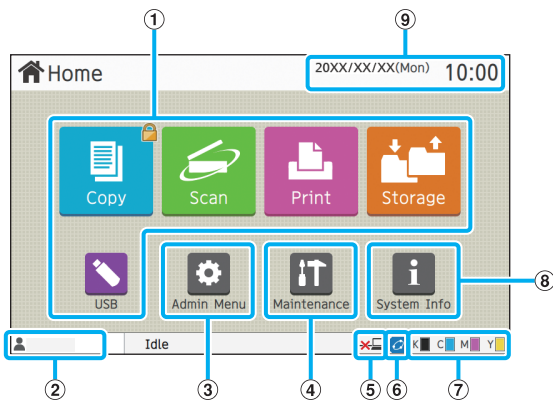 ① ⑨
Home 20XX/XX/XX(Mon) 10:00
Copy Scan Print Storage
USB Admin Menu Maintenance System Info
⑧
Idle K C M Y
② ③ ④ ⑤ ⑥ ⑦